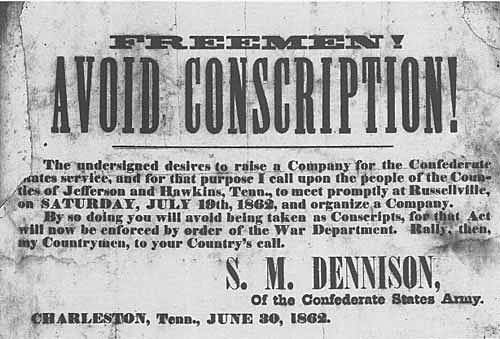 FREEMEN!
AVOID CONSCRIPTION!
The undersigned desires to raise a Company for the Confederate
States service, and for that purpose I call upon the people of the Coun-
ties of Jefferson and Hawkins, Tenn., to meet promptly at Russellville,
on SATURDAY, JULY 19th, 1862, and organize a Company.
By so doing you will avoid being taken as Conscripts, for that Act
will now be enforced by order of the War Department. Rally, then,
my Countrymen, to your Country's call.
S. M. DENNISON,
Of the Confederate States Army.
CHARLESTON, Tenn., JUNE 30, 1862.